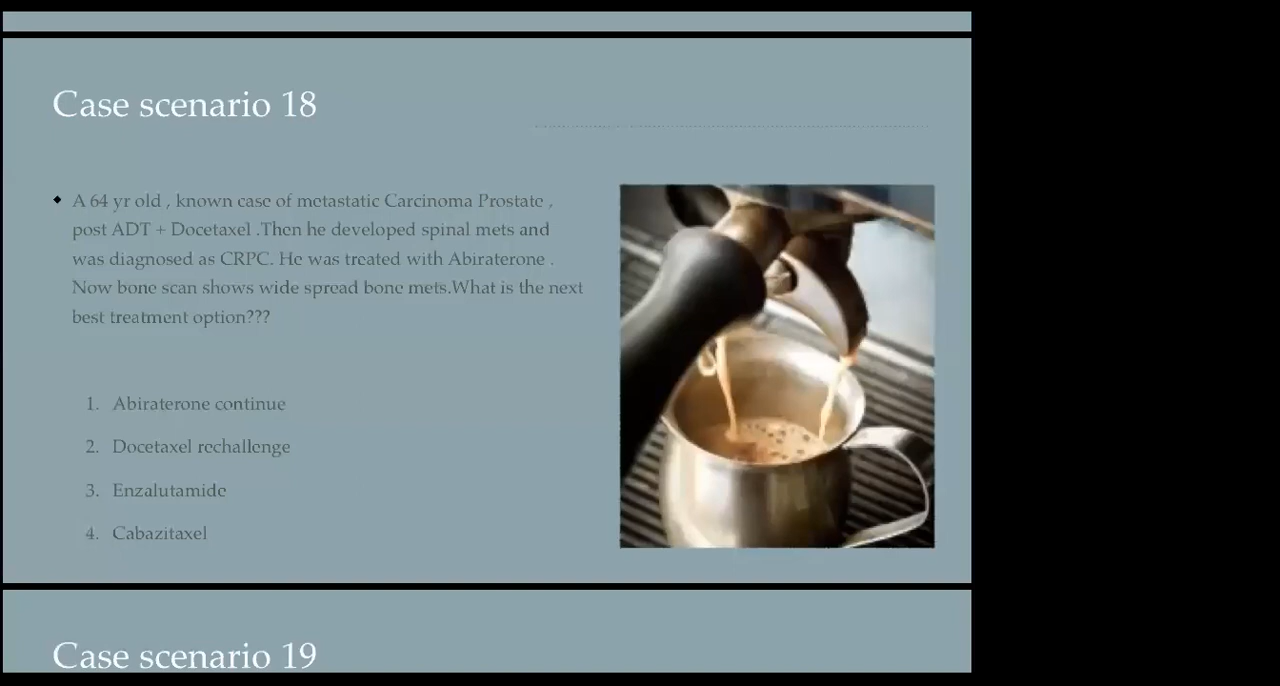 Case scenario 18
A 64 yr old , known case of metastatic Carcinoma Prostate ,
post ADT + Docetaxel .Then he developed spinal mets and
was diagnosed as CRPC. He was treated with Abiraterone .
Now bone scan shows wide spread bone mets.What is the next
best treatment option???
1. Abiraterone continue
2. Docetaxel rechallenge
3. Enzalutamide
4. Cabazitaxel
Case scenario 19